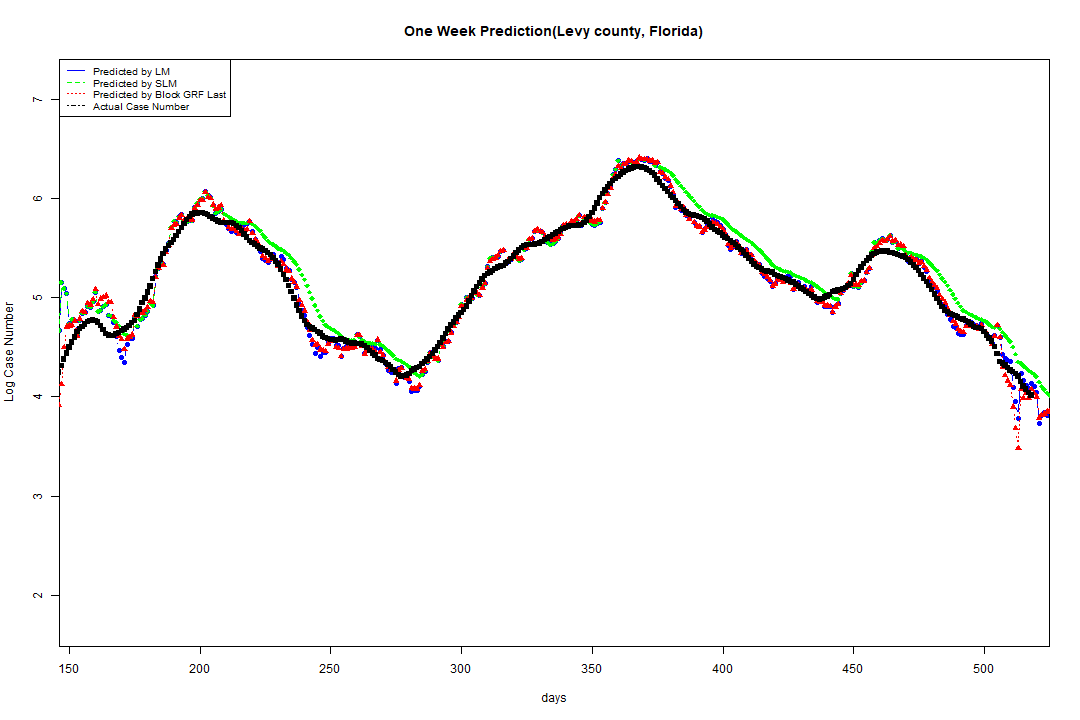 One Week Prediction(Levy county, Florida)
Predicted by LM
Predicted by SLM
Predicted by Block GRF Last
Actual Case Number
7
6
5
4
3
2
Log Case Number
150 200 250 300 350 400 450 500
days